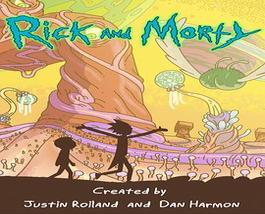 Rick and Morty
Created by
Justin Roiland and Dan Harmon